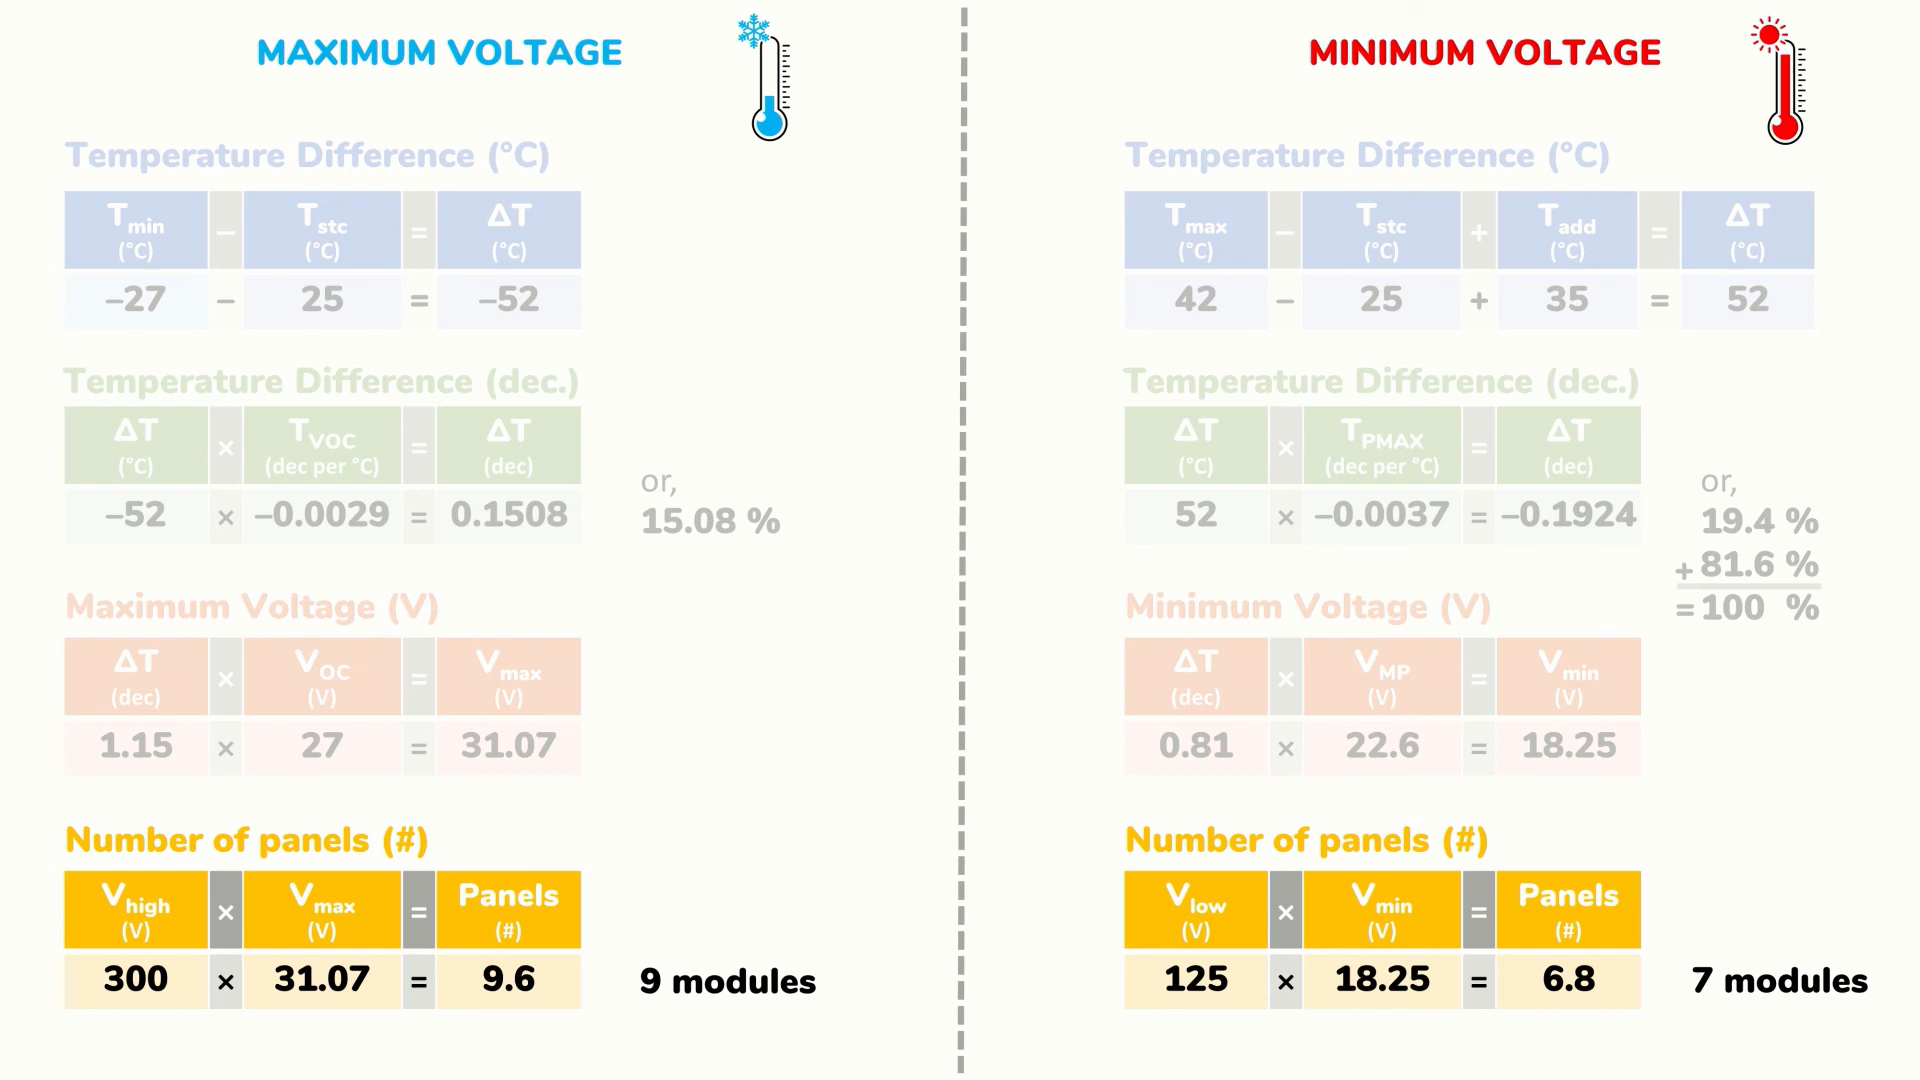 MAXIMUM VOLTAGE
Temperature Difference (°C)
Tmin (°C) – Tstc (°C) = ΔT (°C)
–27 – 25 = –52
Temperature Difference (dec.)
ΔT (°C) × TVOC (dec per °C) = ΔT (dec)
–52 × –0.0029 = 0.1508
or,
15.08 %
Maximum Voltage (V)
ΔT (dec) × VOC (V) = Vmax (V)
1.15 × 27 = 31.07
Number of panels (#)
Vhigh (V) × Vmax (V) = Panels (#)
300 × 31.07 = 9.6
9 modules
MINIMUM VOLTAGE
Temperature Difference (°C)
Tmax (°C) – Tstc (°C) + Tadd (°C) = ΔT (°C)
42 – 25 + 35 = 52
Temperature Difference (dec.)
ΔT (°C) × TPMAX (dec per °C) = ΔT (dec)
52 × –0.0037 = –0.1924
or,
19.4 %
+ 81.6 %
= 100 %
Minimum Voltage (V)
ΔT (dec) × VMP (V) = Vmin (V)
0.81 × 22.6 = 18.25
Number of panels (#)
Vlow (V) × Vmin (V) = Panels (#)
125 × 18.25 = 6.8
7 modules